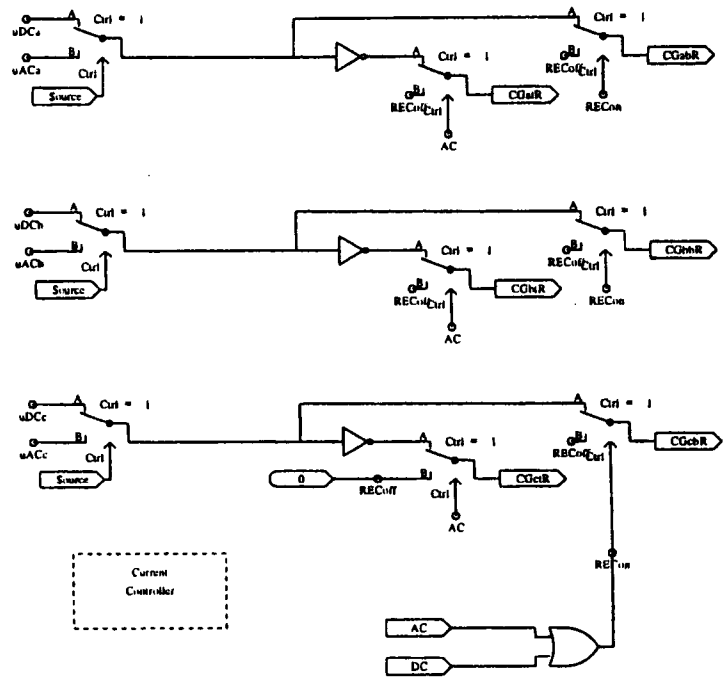 A Ctrl = 1 A Ctrl = 1
uDCa
B A Ctrl = 1 B CGabR
uACa Ctrl RECoff Ctrl
Source B CGatR RECon
RECoff Ctrl
AC
A Ctrl = 1 A Ctrl = 1
uDCb
B A Ctrl = 1 B CGbbR
uACb Ctrl RECoff Ctrl
Source B CGbtR RECon
RECoff Ctrl
AC
A Ctrl = 1 A Ctrl = 1
uDCc
B A Ctrl = 1 B CGcbR
uACc Ctrl RECoff Ctrl
Source 0 B CGctR
RECoff Ctrl
AC
Current
Controller
RECon
AC
DC